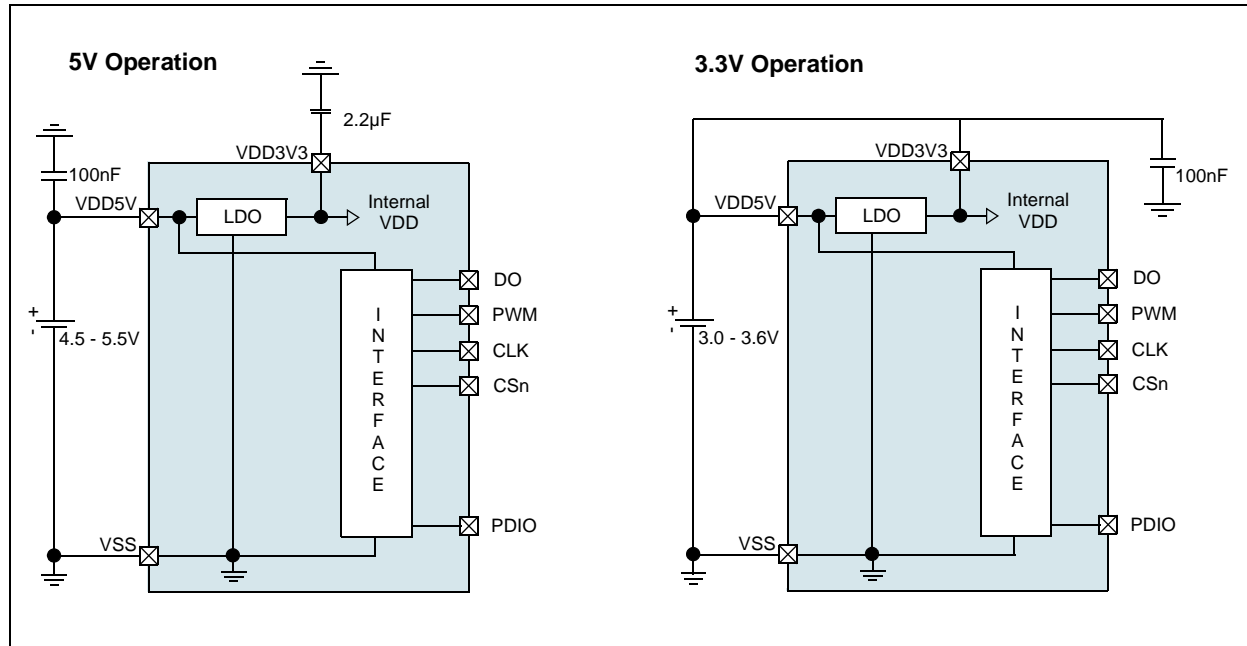 5V Operation
2.2µF
VDD3V3
100nF
VDD5V
LDO
Internal
VDD
DO
+
-
4.5 - 5.5V
PWM
CLK
CSn
I
N
T
E
R
F
A
C
E
PDIO
VSS
3.3V Operation
VDD3V3
100nF
VDD5V
LDO
Internal
VDD
DO
+
-
3.0 - 3.6V
PWM
CLK
CSn
I
N
T
E
R
F
A
C
E
PDIO
VSS